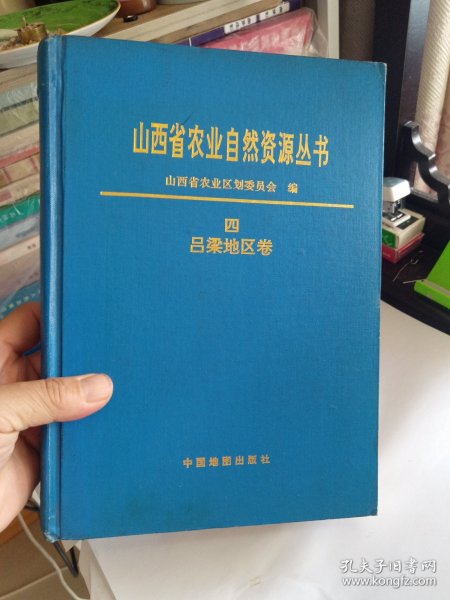 山西省农业自然资源丛书
山西省农业区划委员会 编
四
吕梁地区卷
中国地图出版社
孔夫子旧书网
www.kongfz.com